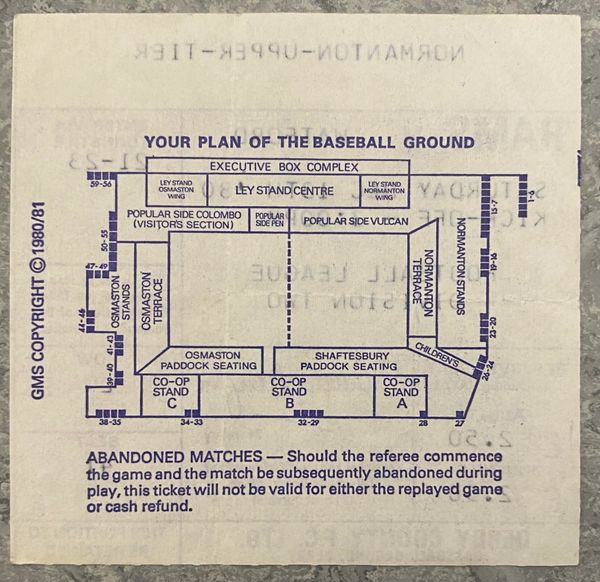 NORMANTON-UPPER-TIER
YOUR PLAN OF THE BASEBALL GROUND
EXECUTIVE BOX COMPLEX
59-56
LEY STAND
OSMASTON
WING
LEY STAND CENTRE
LEY STAND
NORMANTON
WING
15-7
POPULAR SIDE COLOMBO
(VISITOR'S SECTION)
POPULAR
SIDE PEN
POPULAR SIDE VULCAN
50-55
47-49
44-46
41-43
39-40
OSMASTON
STANDS
OSMASTON
TERRACE
NORMANTON
TERRACE
NORMANTON STANDS
19-16
23-20
CHILDREN'S
26-24
OSMASTON
PADDOCK SEATING
SHAFTESBURY
PADDOCK SEATING
CO-OP
STAND
C
CO-OP
STAND
B
CO-OP
STAND
A
38-35
34-33
32-29
28
27
GMS COPYRIGHT © 1980/81
ABANDONED MATCHES — Should the referee commence
the game and the match be subsequently abandoned during
play, this ticket will not be valid for either the replayed game
or cash refund.